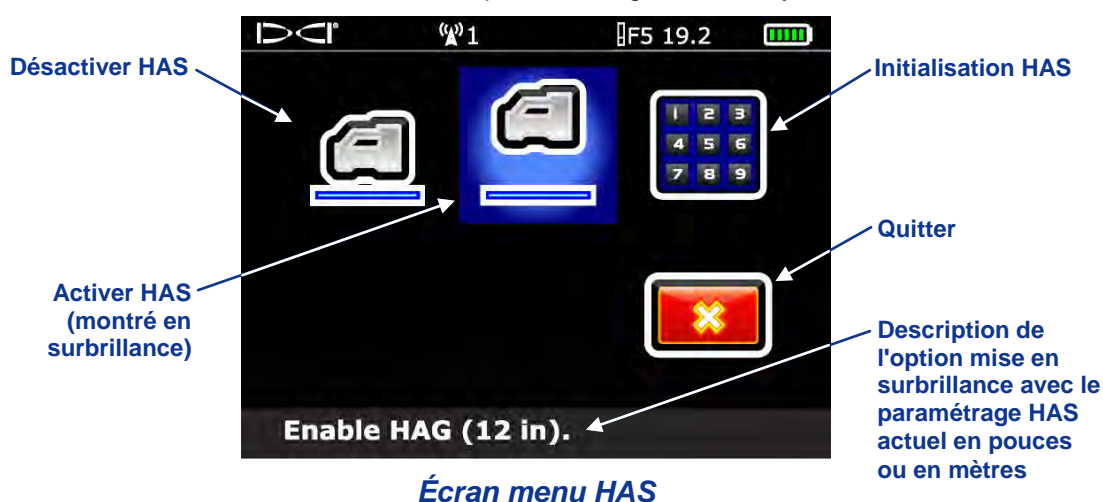 DCI
1
F5 19.2
Désactiver HAS
Initialisation HAS
1 2 3
4 5 6
7 8 9
Quitter
Activer HAS
(montré en
surbrillance)
Description de
l'option mise en
surbrillance avec le
paramétrage HAS
actuel en pouces
ou en mètres
Enable HAG (12 in).
Écran menu HAS